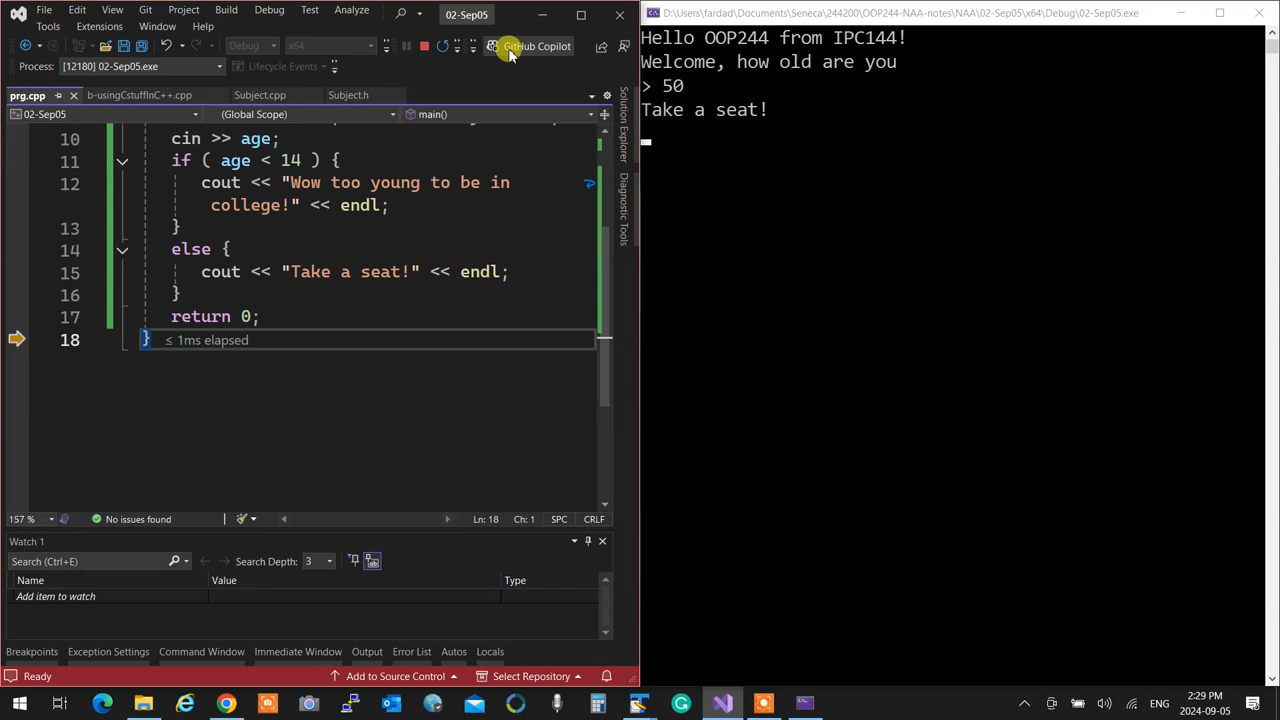 File Edit View Git Project Build Debug Test Analyze
Tools Extensions Window Help
02-Sep05
Debug x64
GitHub Copilot
Process: [12180] 02-Sep05.exe Lifecycle Events
prg.cpp b-usingCstuffInC++.cpp Subject.cpp Subject.h
02-Sep05 (Global Scope) main()
10 cin >> age;
11 if ( age < 14 ) {
12 cout << "Wow too young to be in
college!" << endl;
13 }
14 else {
15 cout << "Take a seat!" << endl;
16 }
17 return 0;
18 } ≤ 1ms elapsed
157 % No issues found Ln: 18 Ch: 1 SPC CRLF
Watch 1
Search (Ctrl+E) Search Depth: 3
Name Value Type
Add item to watch
Breakpoints Exception Settings Command Window Immediate Window Output Error List Autos Locals
Ready Add to Source Control Select Repository
Solution Explorer
Diagnostic Tools
D:\Users\fardad\Documents\Seneca\244200\OOP244-NAA-notes\NAA\02-Sep05\x64\Debug\02-Sep05.exe
Hello OOP244 from IPC144!
Welcome, how old are you
> 50
Take a seat!
ENG
2:29 PM
2024-09-05